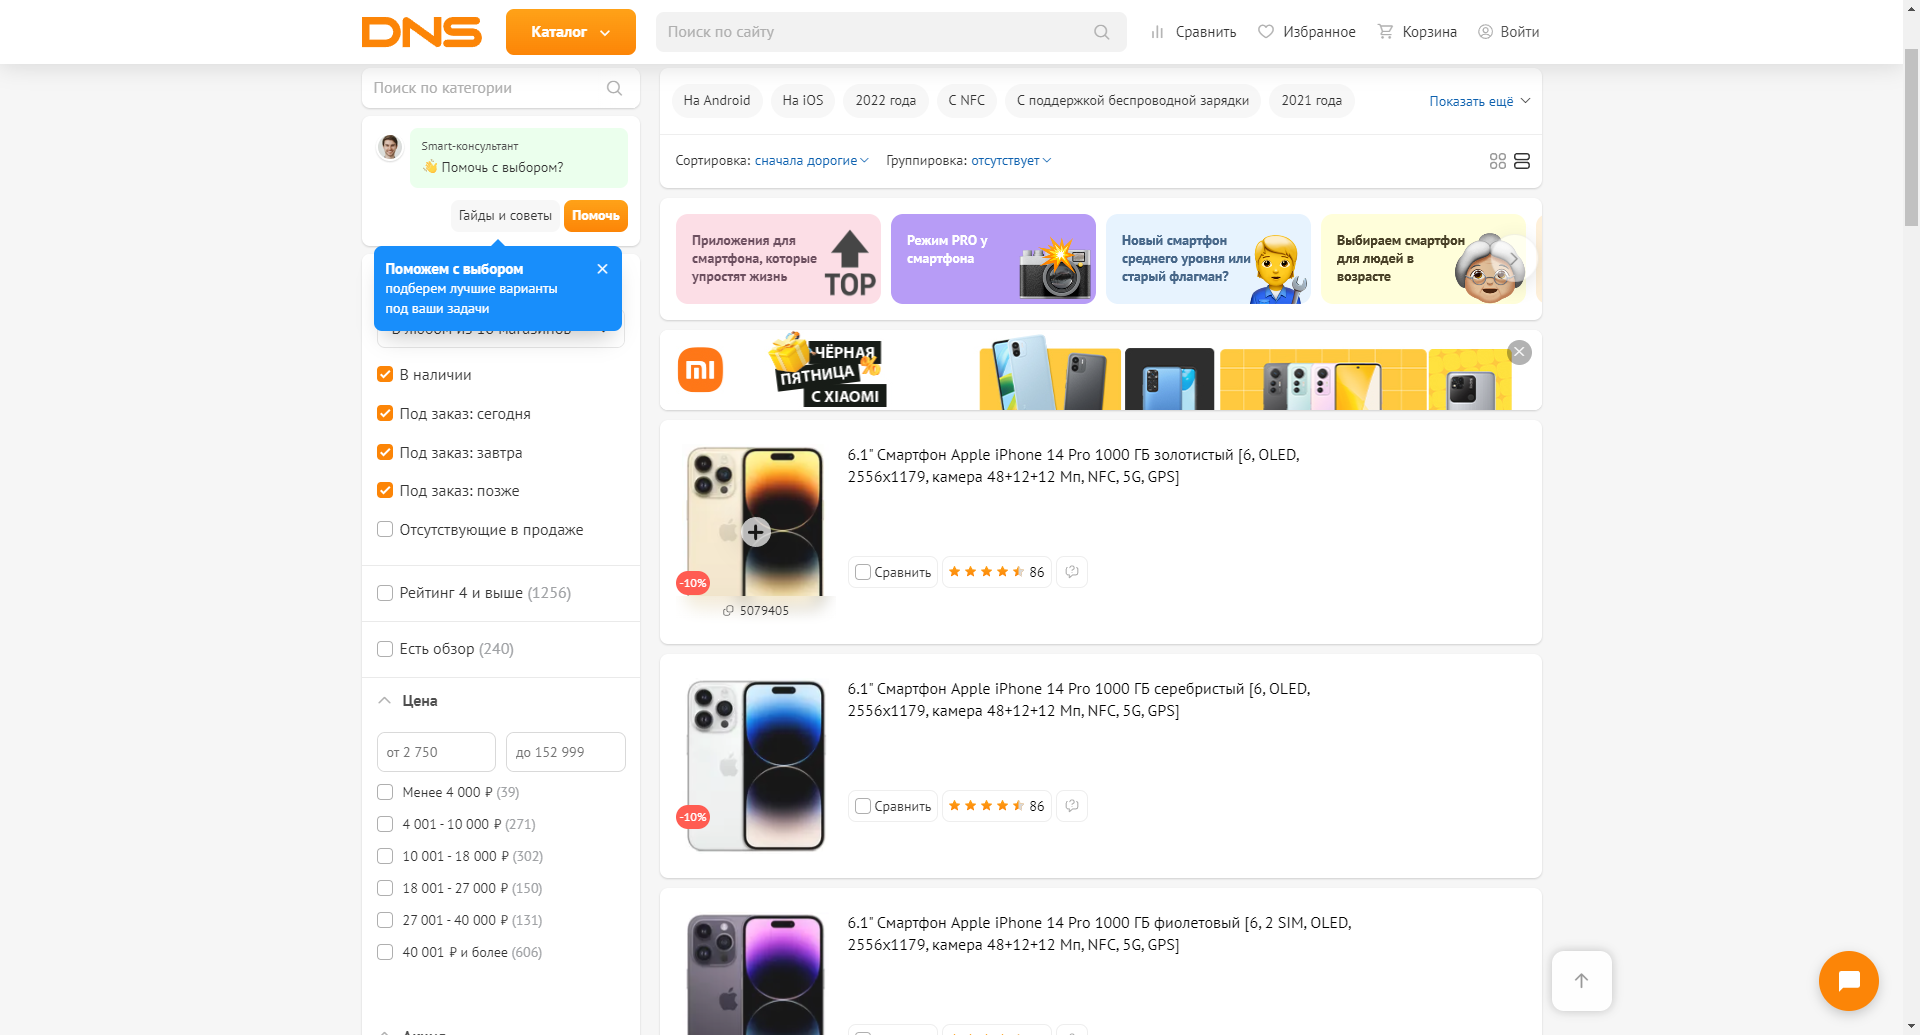 DNS
Каталог
Поиск по сайту
Сравнить
Избранное
Корзина
Войти
Поиск по категории
Smart-консультант
👋 Помочь с выбором?
Гайды и советы
Помочь
Поможем с выбором
подберем лучшие варианты
под ваши задачи
В наличии
Под заказ: сегодня
Под заказ: завтра
Под заказ: позже
Отсутствующие в продаже
Рейтинг 4 и выше (1256)
Есть обзор (240)
Цена
от 2 750
до 152 999
Менее 4 000 ₽ (39)
4 001 - 10 000 ₽ (271)
10 001 - 18 000 ₽ (302)
18 001 - 27 000 ₽ (150)
27 001 - 40 000 ₽ (131)
40 001 ₽ и более (606)
На Android
На iOS
2022 года
С NFC
С поддержкой беспроводной зарядки
2021 года
Показать ещё
Сортировка: сначала дорогие
Группировка: отсутствует
Приложения для
смартфона, которые
упростят жизнь
TOP
Режим PRO у
смартфона
Новый смартфон
среднего уровня или
старый флагман?
Выбираем смартфон
для людей в
возрасте
mi
ЧЁРНАЯ
ПЯТНИЦА
С XIAOMI
6.1" Смартфон Apple iPhone 14 Pro 1000 ГБ золотистый [6, OLED,
2556x1179, камера 48+12+12 Мп, NFC, 5G, GPS]
Сравнить
86
-10%
5079405
6.1" Смартфон Apple iPhone 14 Pro 1000 ГБ серебристый [6, OLED,
2556x1179, камера 48+12+12 Мп, NFC, 5G, GPS]
Сравнить
86
-10%
6.1" Смартфон Apple iPhone 14 Pro 1000 ГБ фиолетовый [6, 2 SIM, OLED,
2556x1179, камера 48+12+12 Мп, NFC, 5G, GPS]